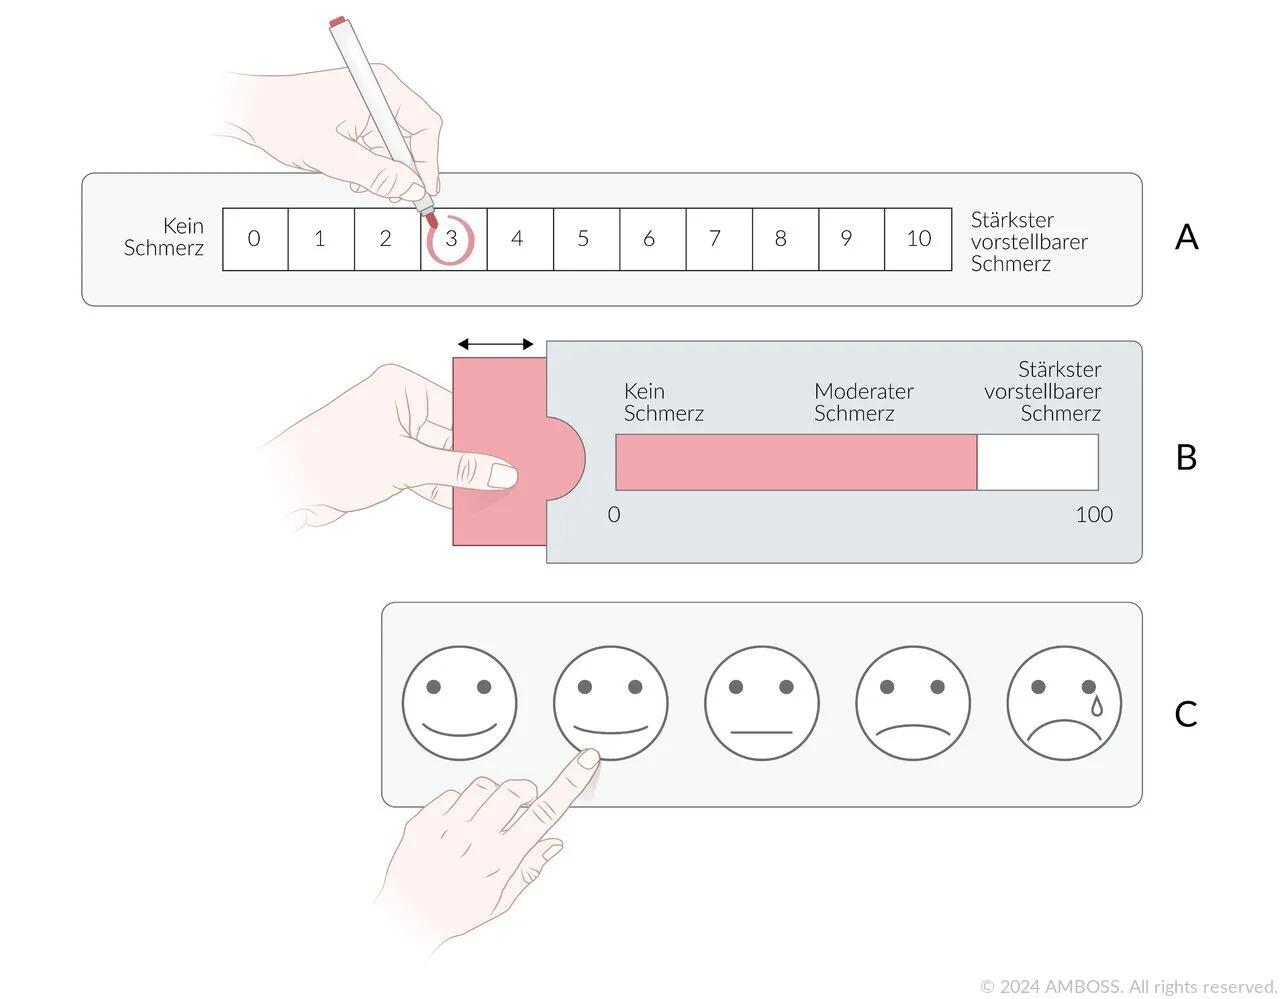 Kein
Schmerz
0 1 2 3 4 5 6 7 8 9 10
Stärkster
vorstellbarer
Schmerz
A
Kein
Schmerz
Moderater
Schmerz
Stärkster
vorstellbarer
Schmerz
0 100
B
C
© 2024 AMBOSS. All rights reserved.